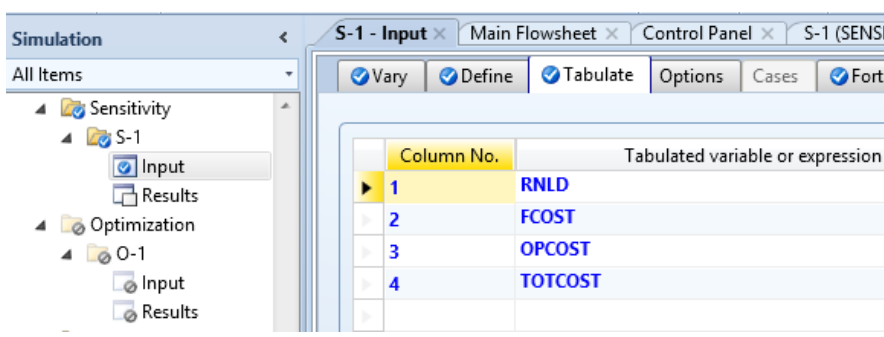 Simulation
All Items
Sensitivity
S-1
Input
Results
Optimization
O-1
Input
Results
S-1 - Input Main Flowsheet Control Panel S-1 (SENSI
Vary Define Tabulate Options Cases Fort
Column No. Tabulated variable or expression
1 RNLD
2 FCOST
3 OPCOST
4 TOTCOST